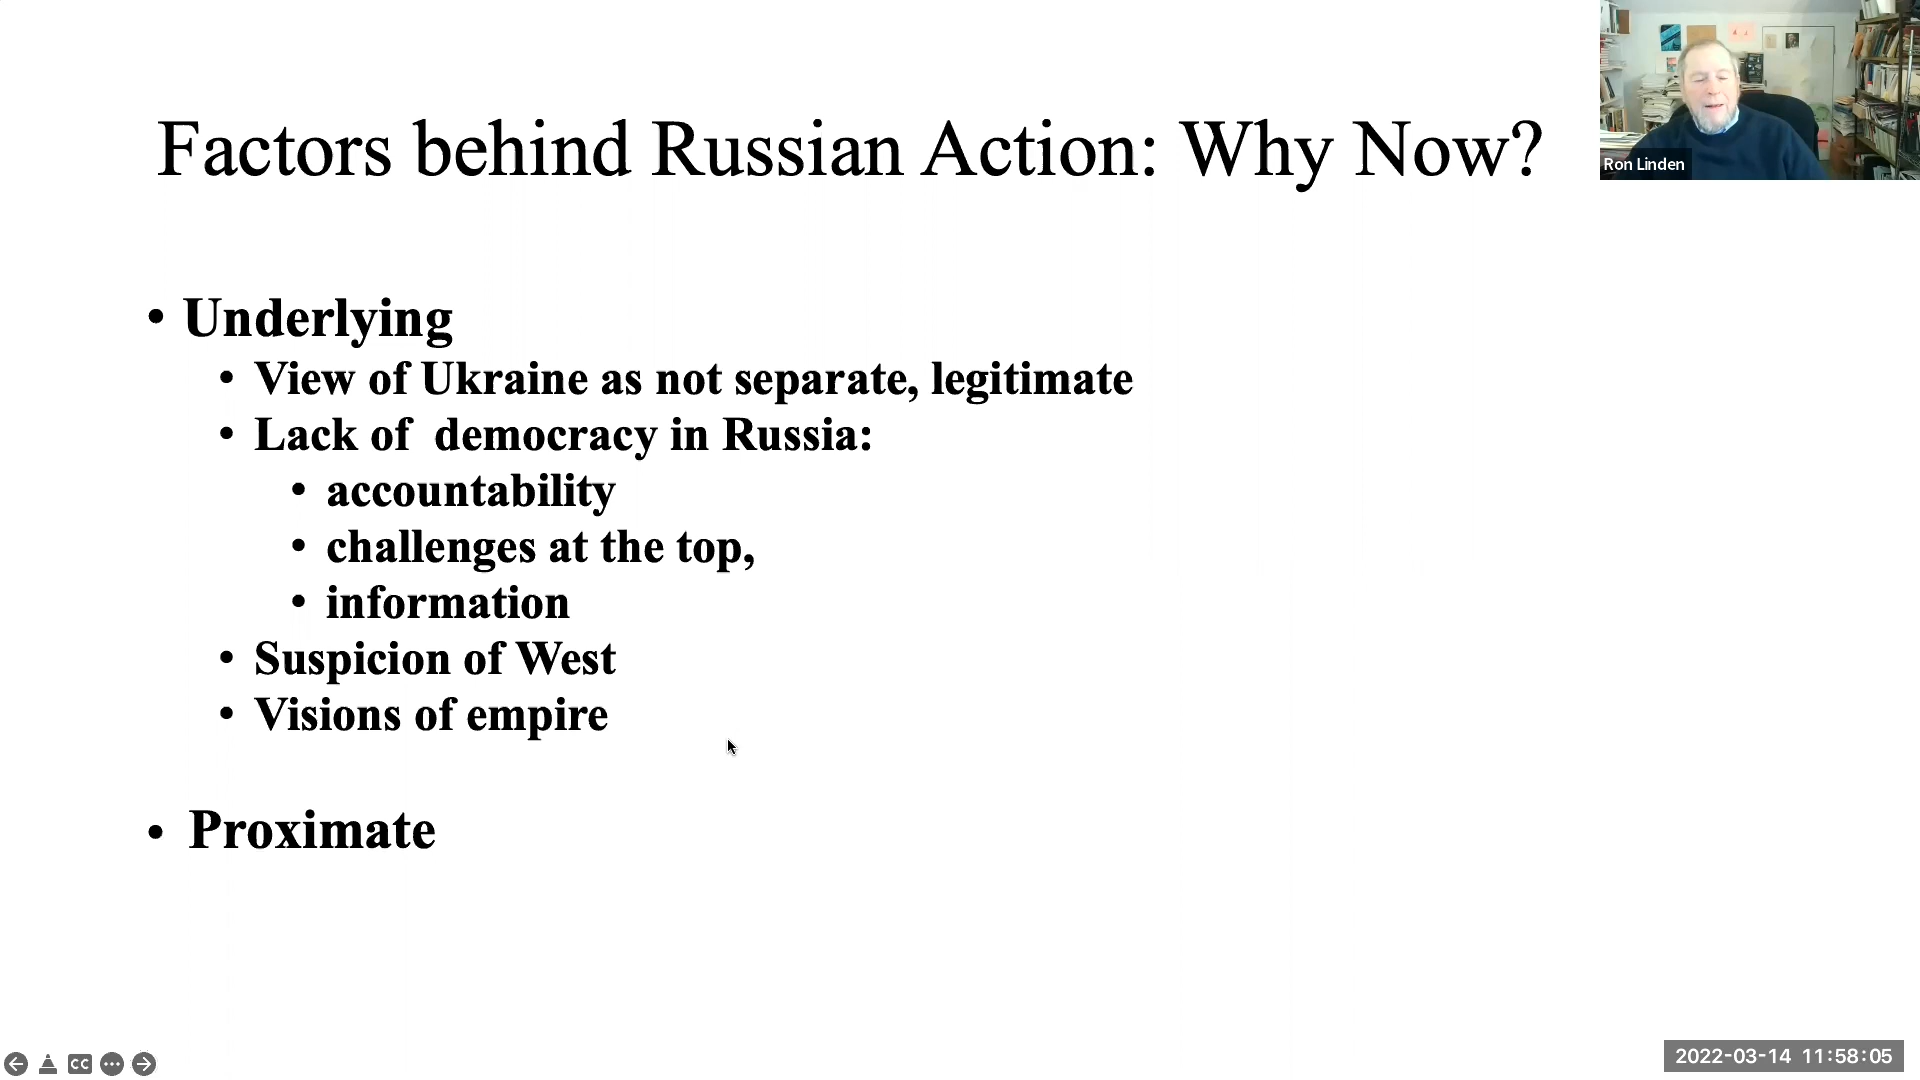 Factors behind Russian Action: Why Now?
Ron Linden
• Underlying
• View of Ukraine as not separate, legitimate
• Lack of  democracy in Russia:
• accountability
• challenges at the top,
• information
• Suspicion of West
• Visions of empire
• Proximate
CC
2022-03-14 11:58:05